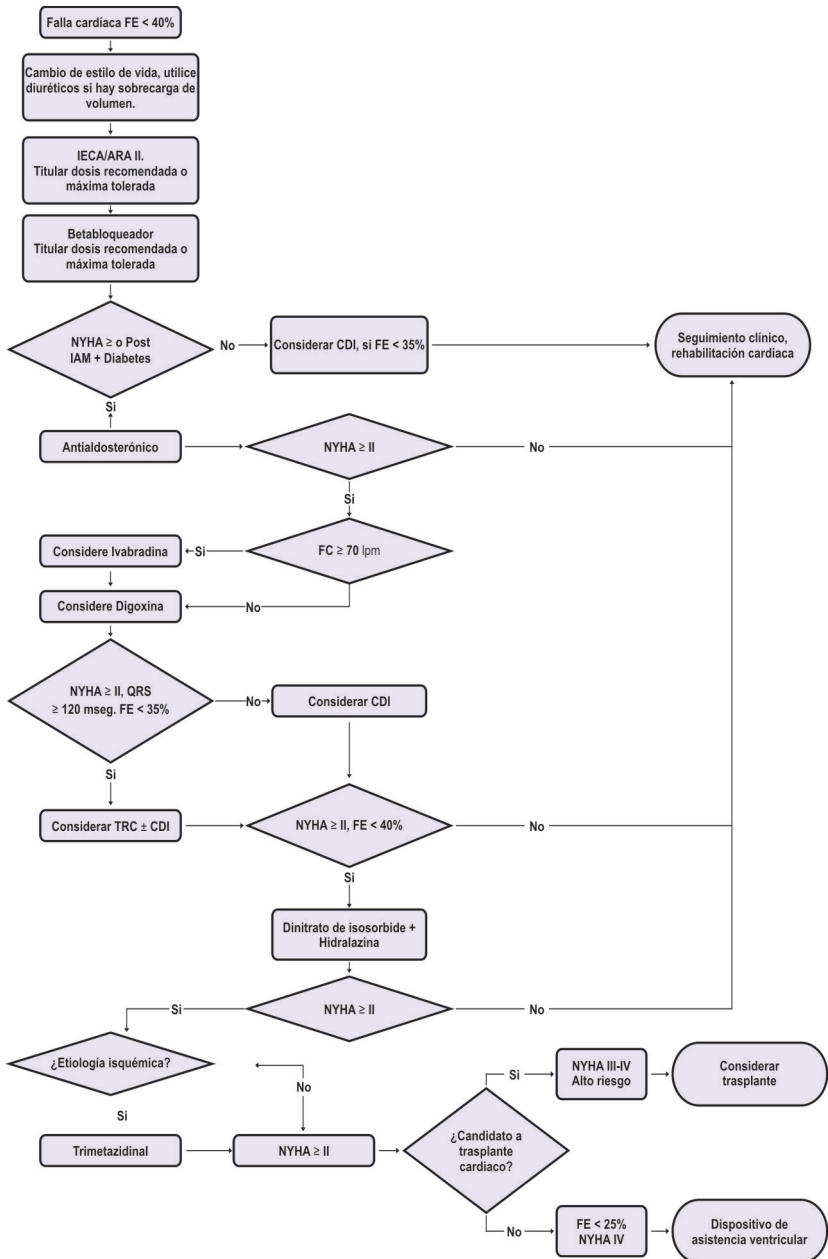 Falla cardíaca FE < 40%
Cambio de estilo de vida, utilice
diuréticos si hay sobrecarga de
volumen.
IECA/ARA II.
Titular dosis recomendada o
máxima tolerada
Betabloqueador
Titular dosis recomendada o
máxima tolerada
NYHA ≥ o Post
IAM + Diabetes
No
Considerar CDI, si FE < 35%
Seguimiento clínico,
rehabilitación cardiaca
Si
Antialdosterónico
NYHA ≥ II
No
Si
FC ≥ 70 lpm
Si
Considere Ivabradina
No
Considere Digoxina
NYHA ≥ II, QRS
≥ 120 mseg. FE < 35%
No
Considerar CDI
Si
Considerar TRC ± CDI
NYHA ≥ II, FE < 40%
No
Si
Dinitrato de isosorbide +
Hidralazina
NYHA ≥ II
Si
No
¿Etiología isquémica?
No
Si
Trimetazidinal
NYHA ≥ II
¿Candidato a
trasplante
cardiaco?
Si
NYHA III-IV
Alto riesgo
Considerar
trasplante
No
FE < 25%
NYHA IV
Dispositivo de
asistencia ventricular